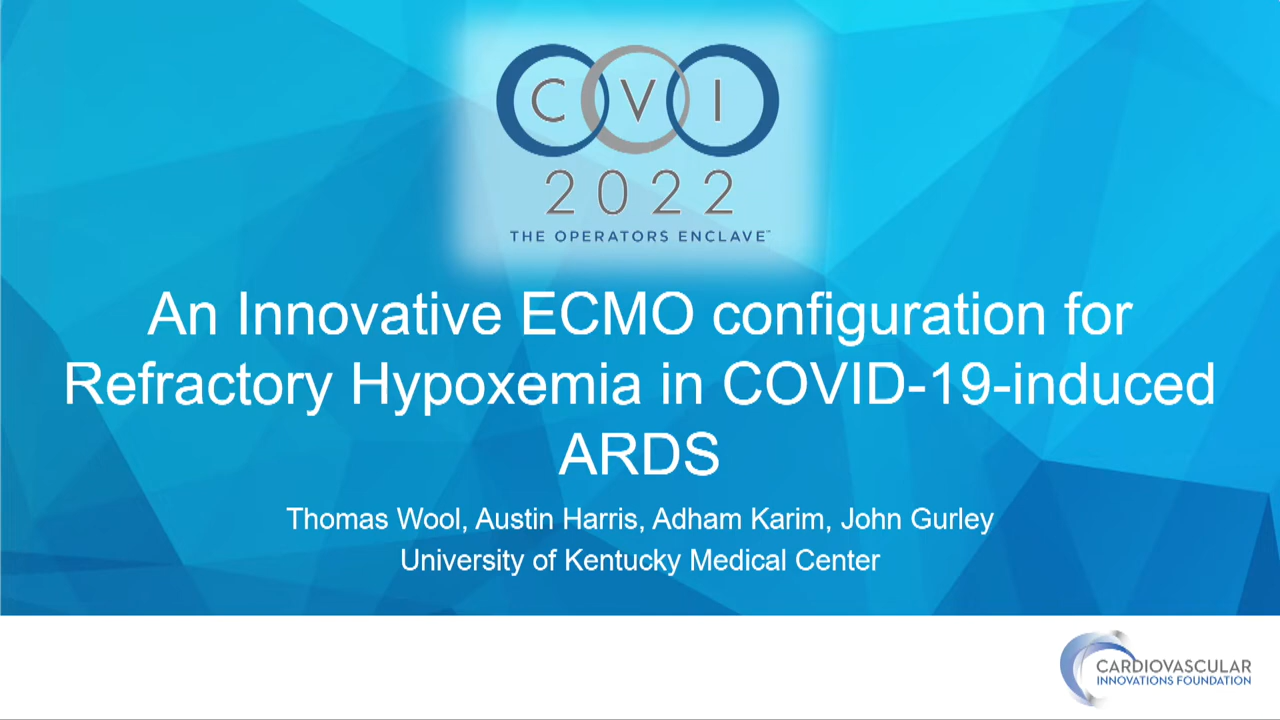 C V I
2022
THE OPERATORS ENCLAVE™
An Innovative ECMO configuration for
Refractory Hypoxemia in COVID-19-induced
ARDS
Thomas Wool, Austin Harris, Adham Karim, John Gurley
University of Kentucky Medical Center
CARDIOVASCULAR
INNOVATIONS FOUNDATION